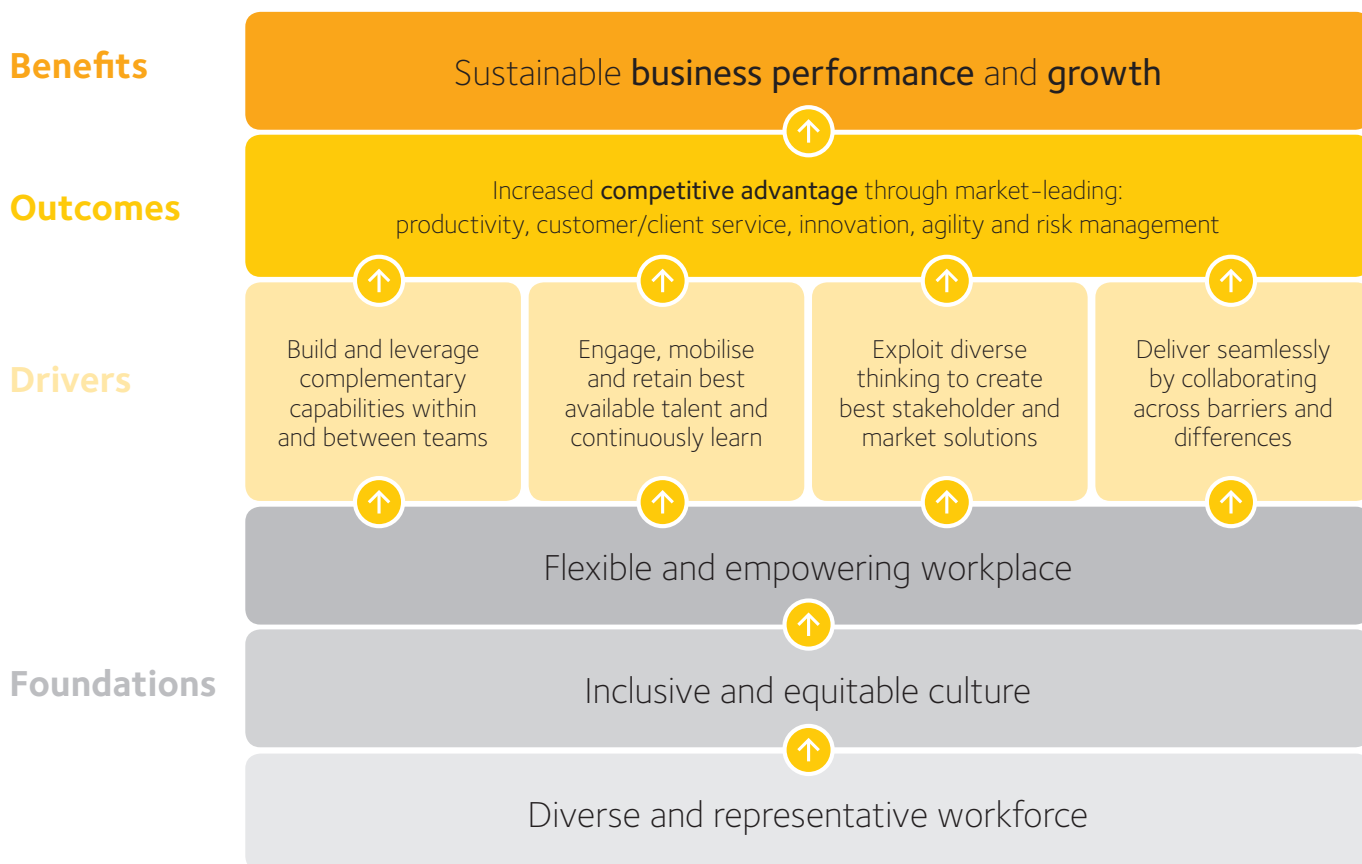 Benefits
Sustainable business performance and growth
Outcomes
Increased competitive advantage through market-leading:
productivity, customer/client service, innovation, agility and risk management
Drivers
Build and leverage
complementary
capabilities within
and between teams
Engage, mobilise
and retain best
available talent and
continuously learn
Exploit diverse
thinking to create
best stakeholder and
market solutions
Deliver seamlessly
by collaborating
across barriers and
differences
Foundations
Flexible and empowering workplace
Inclusive and equitable culture
Diverse and representative workforce